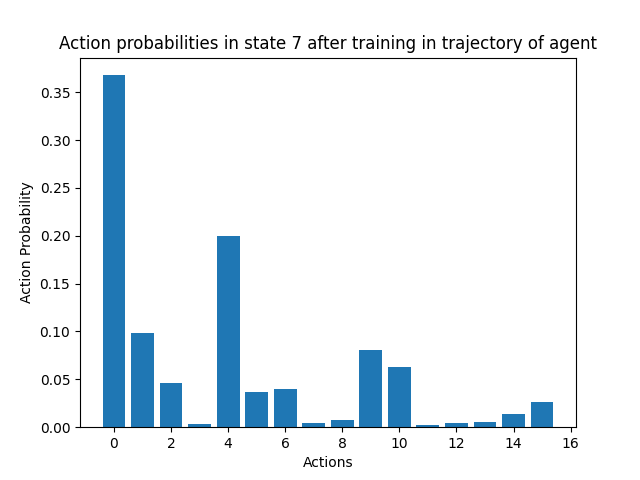 Action probabilities in state 7 after training in trajectory of agent
0.35
0.30
0.25
0.20
0.15
0.10
0.05
0.00
Action Probability
0 2 4 6 8 10 12 14 16
Actions